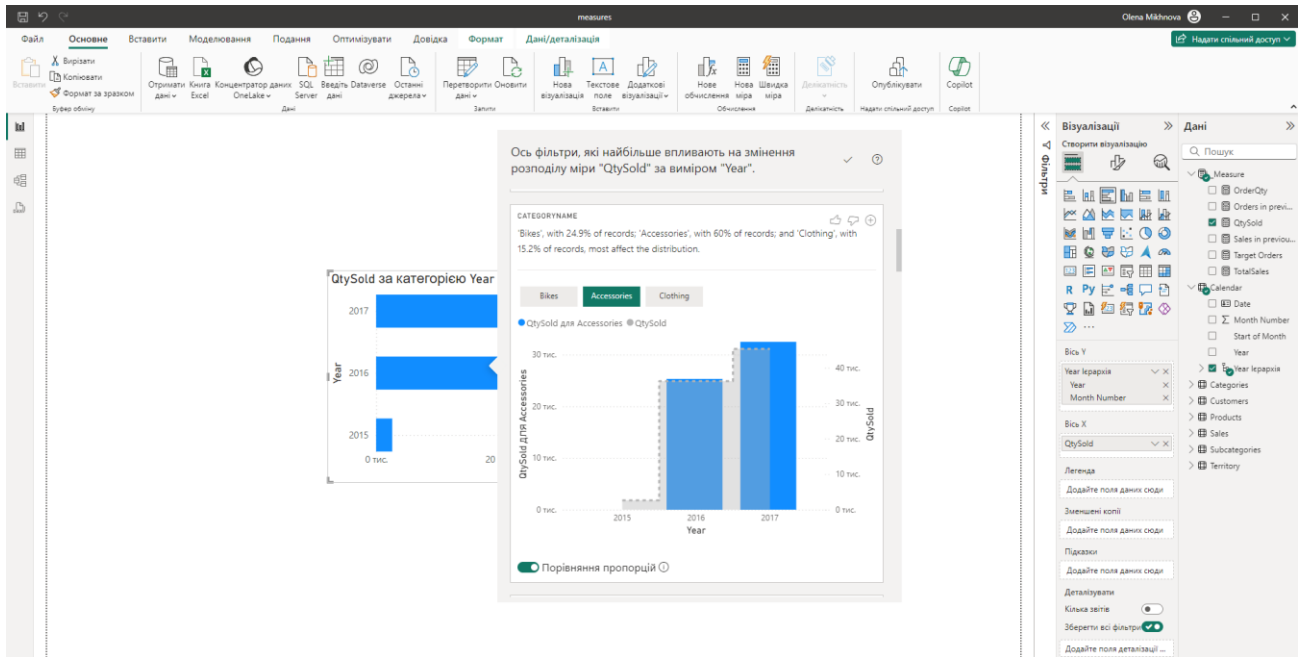 measures
Olena Mikhnova
Файл Основне Вставити Моделювання Подання Оптимізувати Довідка Формат Дані/деталізація
Надати спільний доступ
Вставити
Вирізати
Копіювати
Формат за зразком
Буфер обміну
Отримати дані
Книга Excel
Концентратор даних OneLake
SQL Server
Введіть дані
Dataverse
Останні джерела
Дані
Перетворити дані
Оновити
Запити
Нова візуалізація
Текстове поле
Додаткові візуалізації
Вставити
Нове обчислення
Нова міра
Швидка міра
Обчислення
Делікатність
Делікатність
Опублікувати
Надати спільний доступ
Copilot
Copilot
QtySold за категорією Year
2017
2016
2015
Year
0 тис.
20
Ось фільтри, які найбільше впливають на змінення
розподілу міри "QtySold" за виміром "Year".
CATEGORYNAME
'Bikes', with 24.9% of records; 'Accessories', with 60% of records; and 'Clothing', with
15.2% of records, most affect the distribution.
Bikes Accessories Clothing
QtySold для Accessories QtySold
30 тис.
20 тис.
10 тис.
0 тис.
QtySold для Accessories
40 тис.
30 тис.
20 тис.
10 тис.
0 тис.
QtySold
2015 2016 2017
Year
Порівняння пропорцій
Фільтри
Візуалізації
Створити візуалізацію
R Py
Вісь Y
Year Ієрархія
Year
Month Number
Вісь X
QtySold
Легенда
Додайте поля даних сюди
Зменшені копії
Додайте поля даних сюди
Підказки
Додайте поля даних сюди
Деталізувати
Кілька звітів
Зберегти всі фільтри
Додайте поля деталізації ...
Дані
Пошук
Measure
OrderQty
Orders in previ...
QtySold
Sales in previou...
Target Orders
TotalSales
Calendar
Date
Month Number
Start of Month
Year
Year Ієрархія
Categories
Customers
Products
Sales
Subcategories
Territory